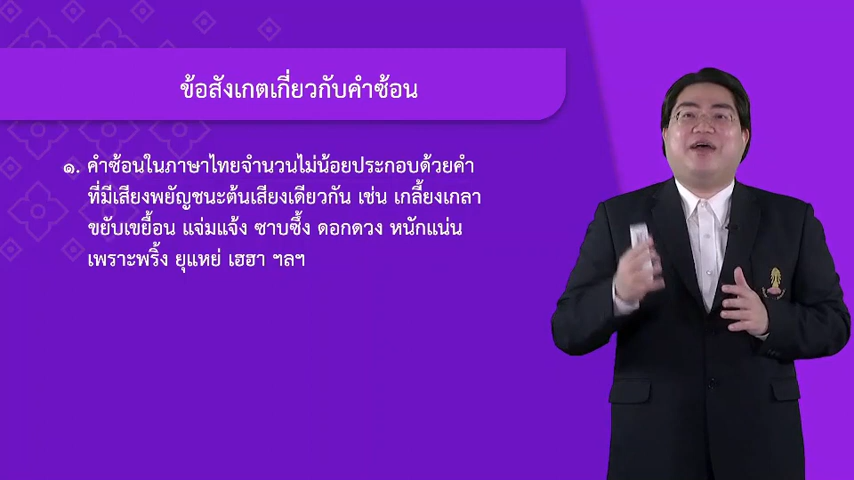 ข้อสังเกตเกี่ยวกับคำซ้อน
๑. คำซ้อนในภาษาไทยจำนวนไม่น้อยประกอบด้วยคำ
ที่มีเสียงพยัญชนะต้นเสียงเดียวกัน เช่น เกลี้ยงเกลา
ขยับเขยื้อน แจ่มแจ้ง ซาบซึ้ง ดอกดวง หนักแน่น
เพราะพริ้ง ยุแหย่ เฮฮา ฯลฯ